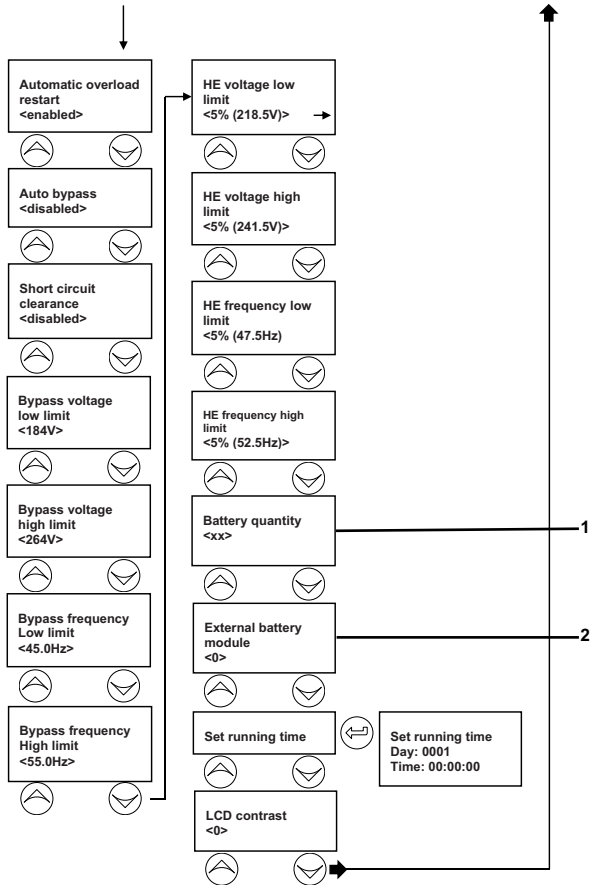 Automatic overload
restart
<enabled>
Auto bypass
<disabled>
Short circuit
clearance
<disabled>
Bypass voltage
low limit
<184V>
Bypass voltage
high limit
<264V>
Bypass frequency
Low limit
<45.0Hz>
Bypass frequency
High limit
<55.0Hz>
HE voltage low
limit
<5% (218.5V)>
HE voltage high
limit
<5% (241.5V)>
HE frequency low
limit
<5% (47.5Hz)
HE frequency high
limit
<5% (52.5Hz)>
Battery quantity
<xx>
1
External battery
module
<0>
2
Set running time
Set running time
Day: 0001
Time: 00:00:00
LCD contrast
<0>